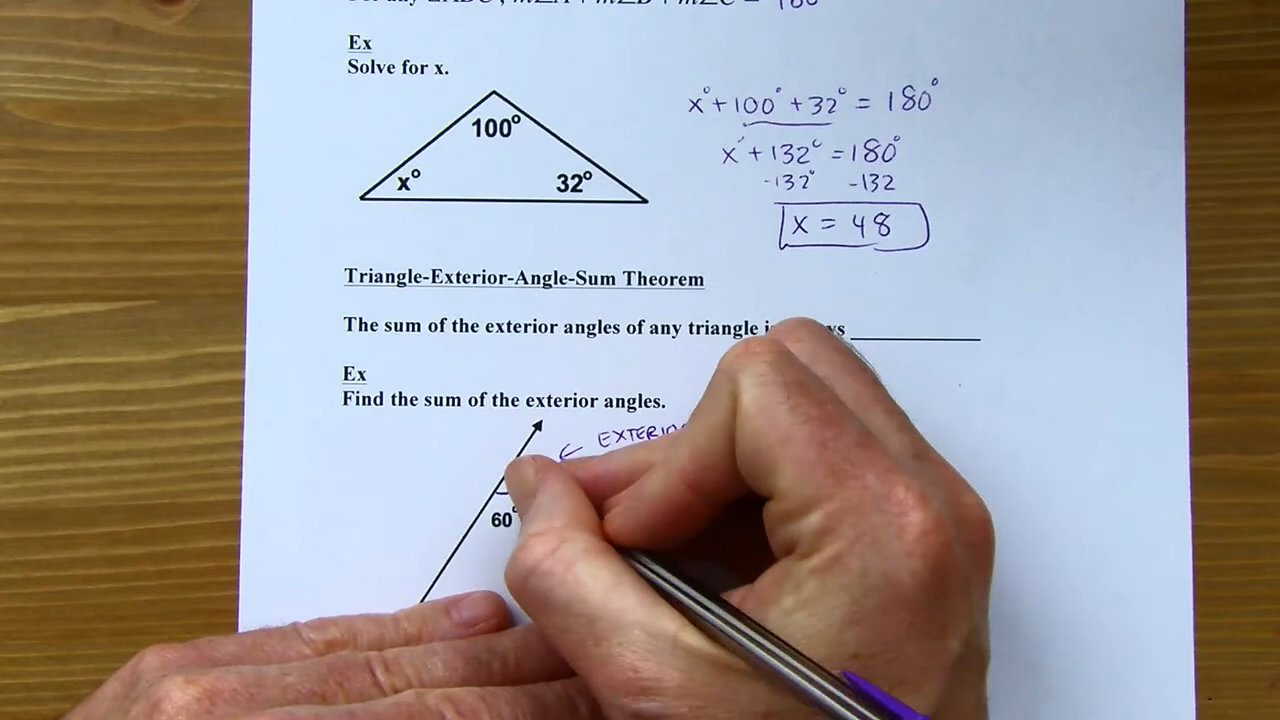 Ex
Solve for x.
100°
x°
32°
x° + 100° + 32° = 180°
x° + 132° = 180°
-132° -132
x = 48
Triangle-Exterior-Angle-Sum Theorem
The sum of the exterior angles of any triangle
Ex
Find the sum of the exterior angles.
60°